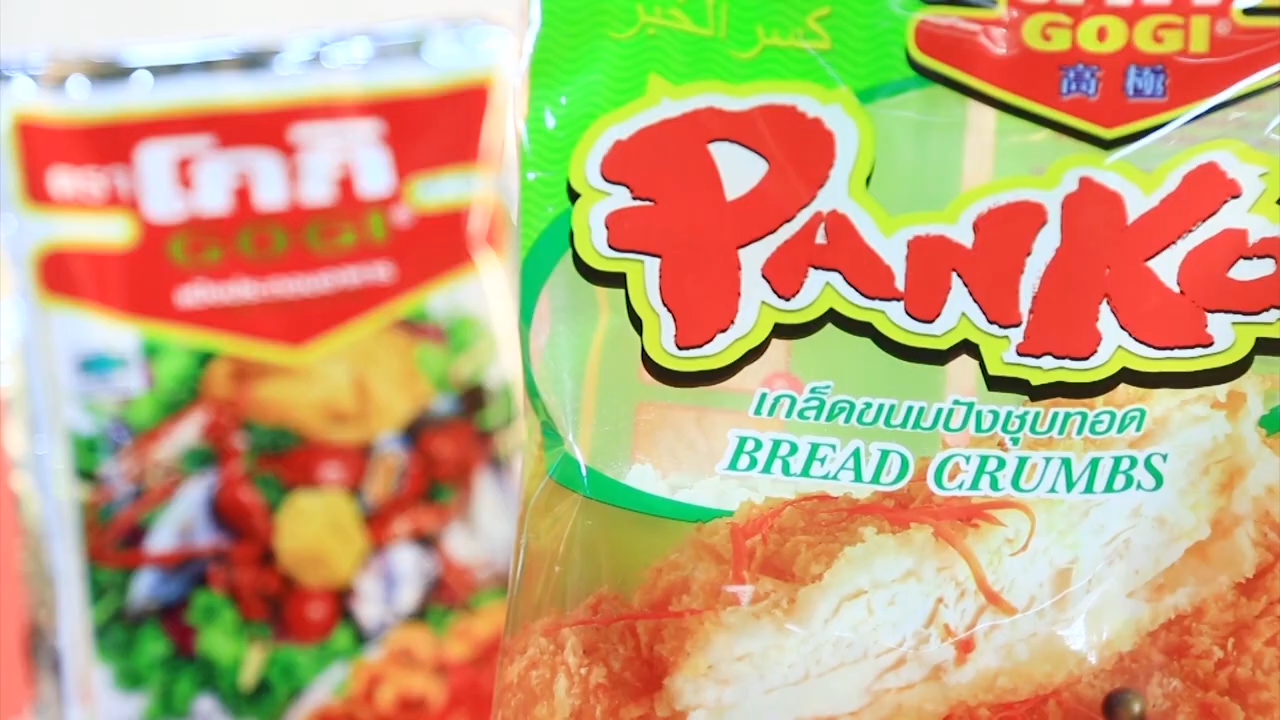 ตรา โกกิ
GOGI
كسر الخبز
GOGI®
高極
PANKO
เกล็ดขนมปังชุบทอด
BREAD CRUMBS